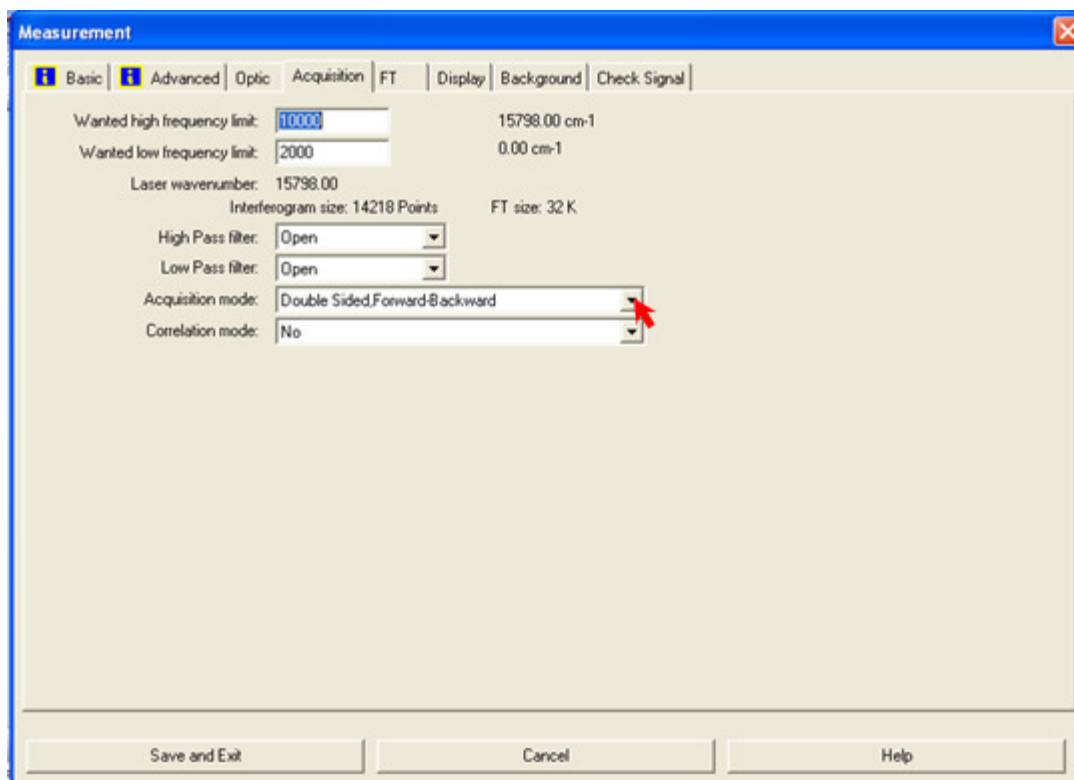 Measurement
Basic Advanced Optic Acquisition FT Display Background Check Signal
Wanted high frequency limit: 10000 15798.00 cm-1
Wanted low frequency limit: 2000 0.00 cm-1
Laser wavenumber: 15798.00
Interferogram size: 14218 Points FT size: 32 K
High Pass filter: Open
Low Pass filter: Open
Acquisition mode: Double Sided,Forward-Backward
Correlation mode: No
Save and Exit Cancel Help